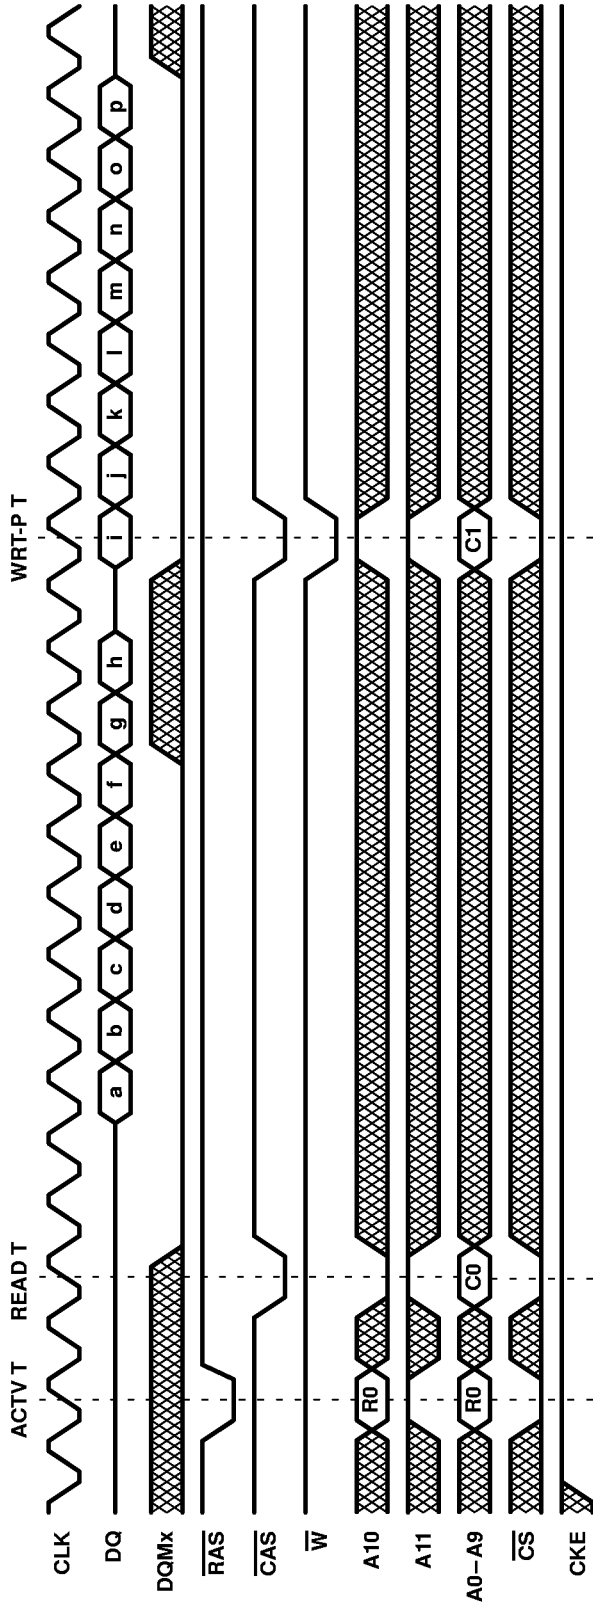 ACTV T
READ T
WRT-P T
CLK
DQ
a b c d e f g h i j k l m n o p
DQMx
RAS
CAS
W
A10
R0
A11
A0–A9
R0 C0 C1
CS
CKE